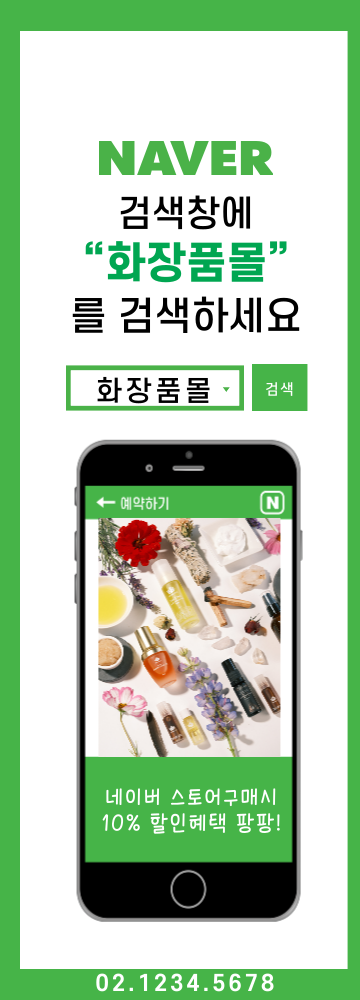 NAVER
검색창에
“화장품몰”
를 검색하세요
화장품몰 검색
예약하기 N
네이버 스토어구매시
10% 할인혜택 팡팡!
02.1234.5678